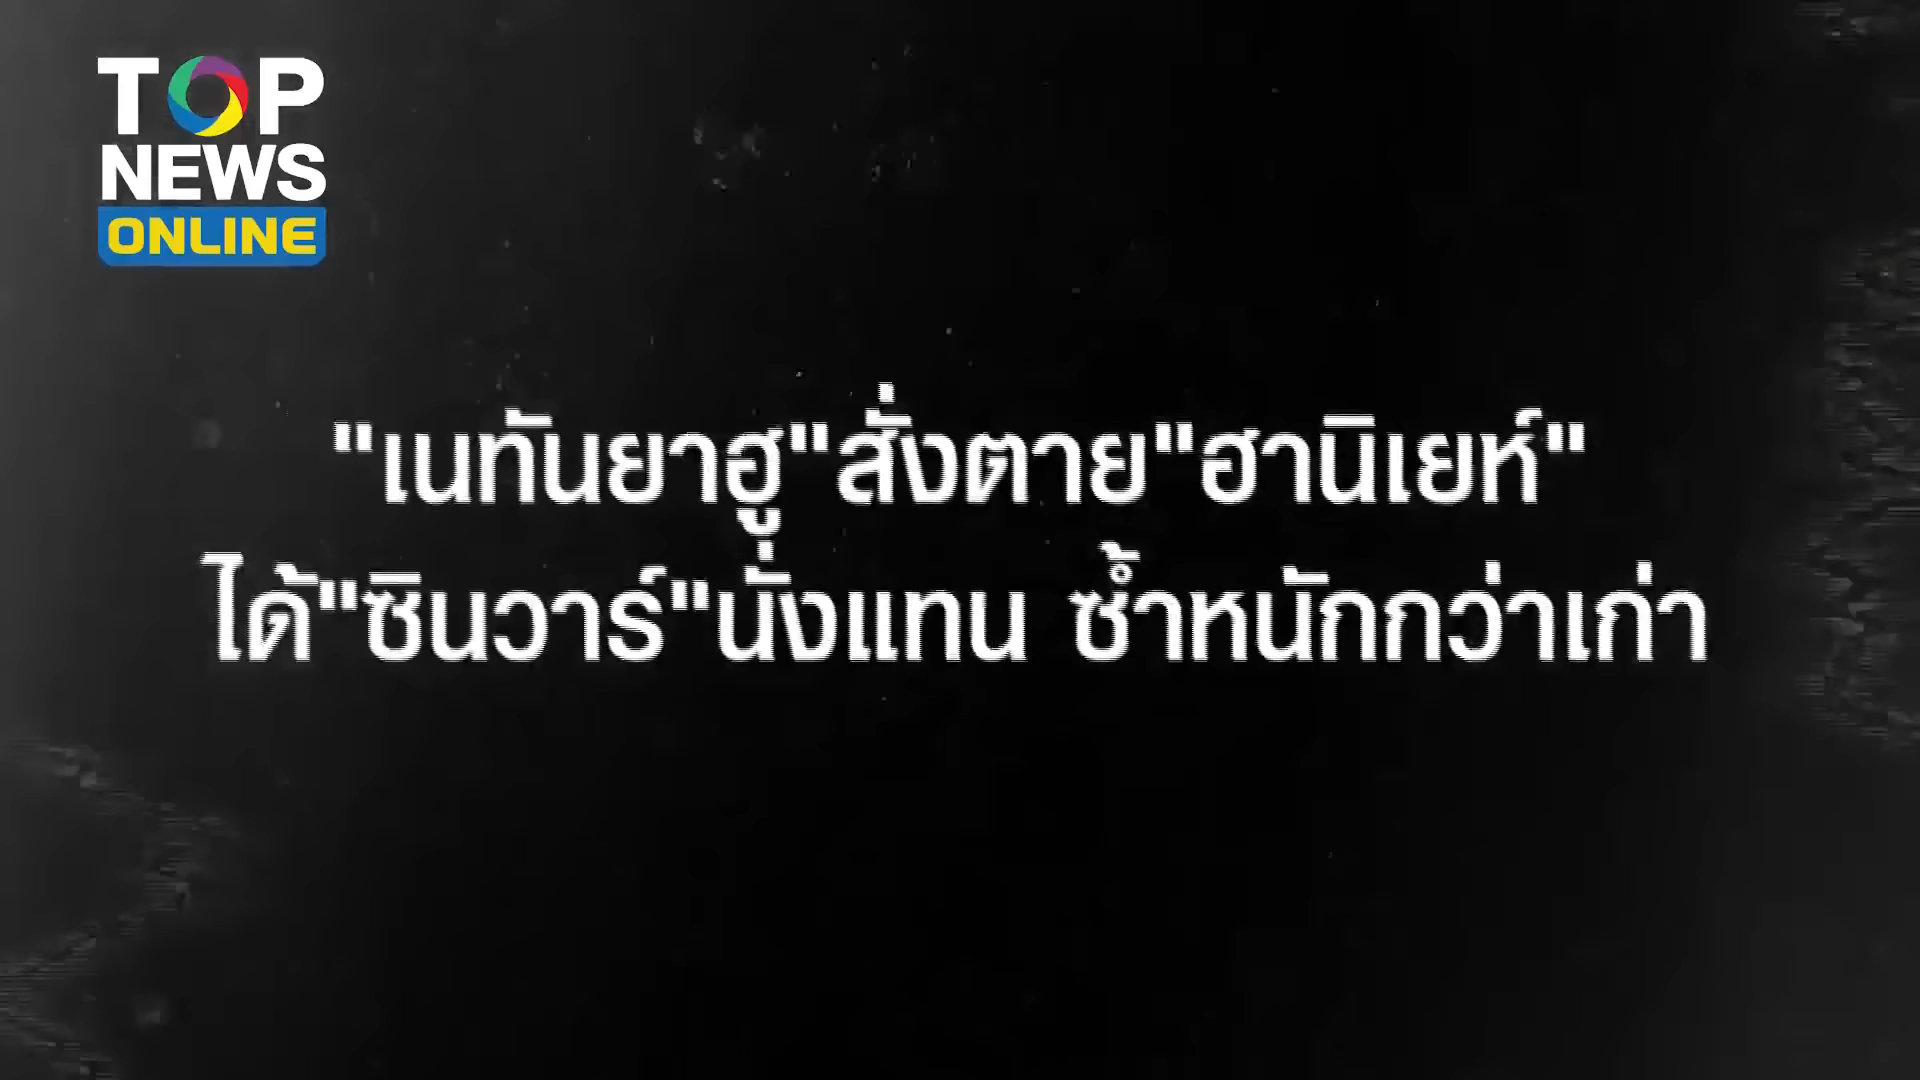 TOP
NEWS
ONLINE
"เนทันยาฮู"สั่งตาย"ฮานิเยห์"
ได้"ซินวาร์"นั่งแทน ซ้ำหนักกว่าเก่า